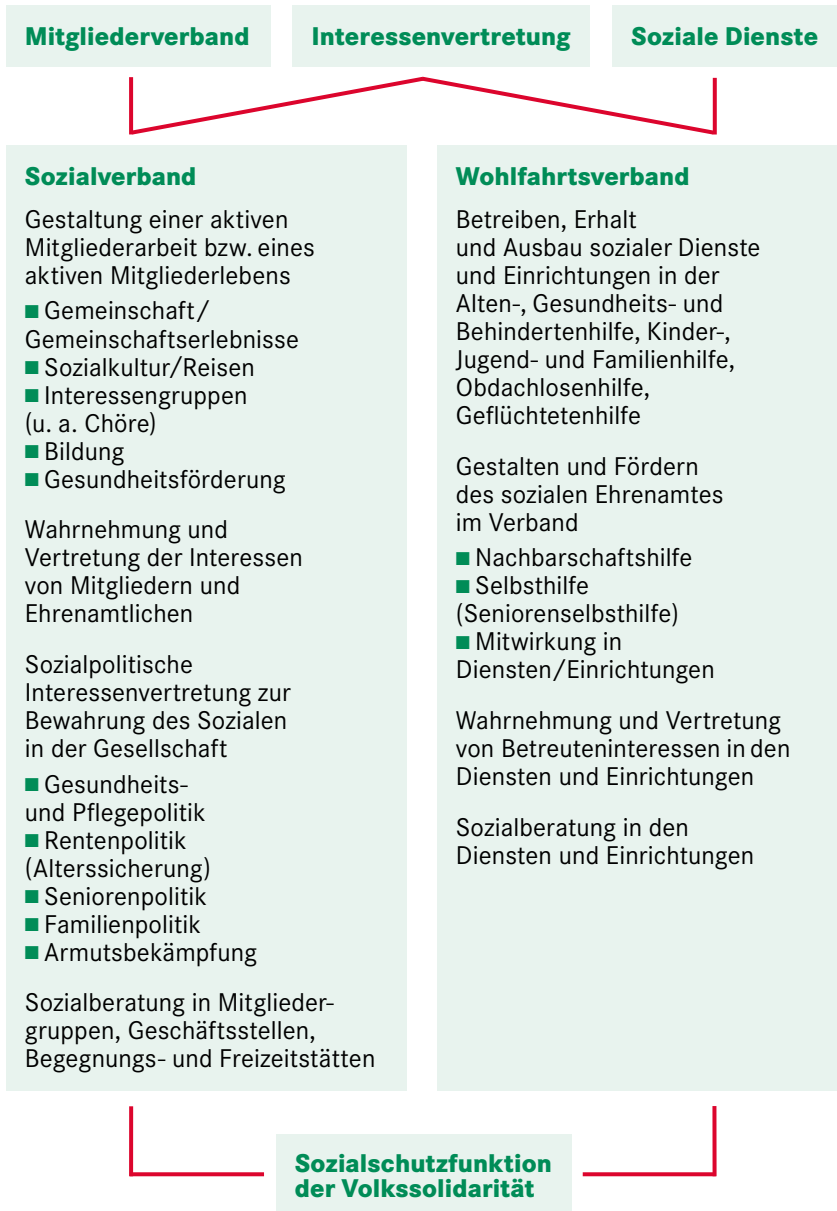 Mitgliederverband
Interessenvertretung
Soziale Dienste
Sozialverband
Gestaltung einer aktiven
Mitgliederarbeit bzw. eines
aktiven Mitgliederlebens
■ Gemeinschaft/
Gemeinschaftserlebnisse
■ Sozialkultur/Reisen
■ Interessengruppen
(u. a. Chöre)
■ Bildung
■ Gesundheitsförderung
Wahrnehmung und
Vertretung der Interessen
von Mitgliedern und
Ehrenamtlichen
Sozialpolitische
Interessenvertretung zur
Bewahrung des Sozialen
in der Gesellschaft
■ Gesundheits-
und Pflegepolitik
■ Rentenpolitik
(Alterssicherung)
■ Seniorenpolitik
■ Familienpolitik
■ Armutsbekämpfung
Sozialberatung in Mitglieder-
gruppen, Geschäftsstellen,
Begegnungs- und Freizeitstätten
Wohlfahrtsverband
Betreiben, Erhalt
und Ausbau sozialer Dienste
und Einrichtungen in der
Alten-, Gesundheits- und
Behindertenhilfe, Kinder-,
Jugend- und Familienhilfe,
Obdachlosenhilfe,
Geflüchtetenhilfe
Gestalten und Fördern
des sozialen Ehrenamtes
im Verband
■ Nachbarschaftshilfe
■ Selbsthilfe
(Seniorenselbsthilfe)
■ Mitwirkung in
Diensten/Einrichtungen
Wahrnehmung und Vertretung
von Betreuteninteressen in den
Diensten und Einrichtungen
Sozialberatung in den
Diensten und Einrichtungen
Sozialschutzfunktion
der Volkssolidarität